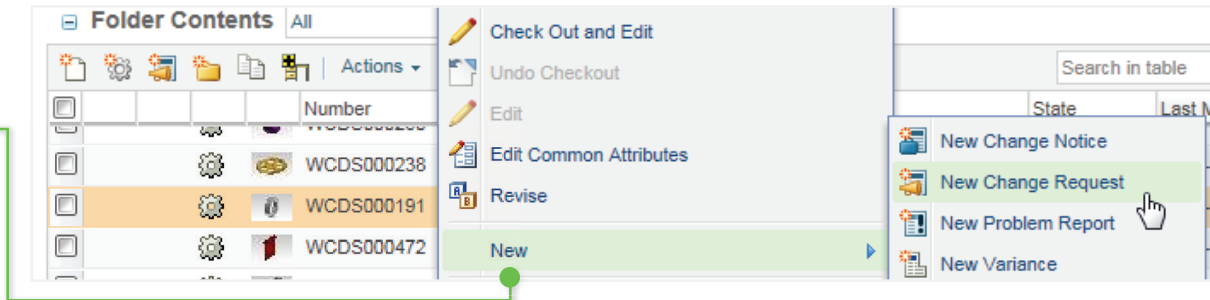 Folder Contents All
Actions
Search in table
Number
State
Last
WCDS000238
WCDS000191
WCDS000472
Check Out and Edit
Undo Checkout
Edit
Edit Common Attributes
Revise
New
New Change Notice
New Change Request
New Problem Report
New Variance